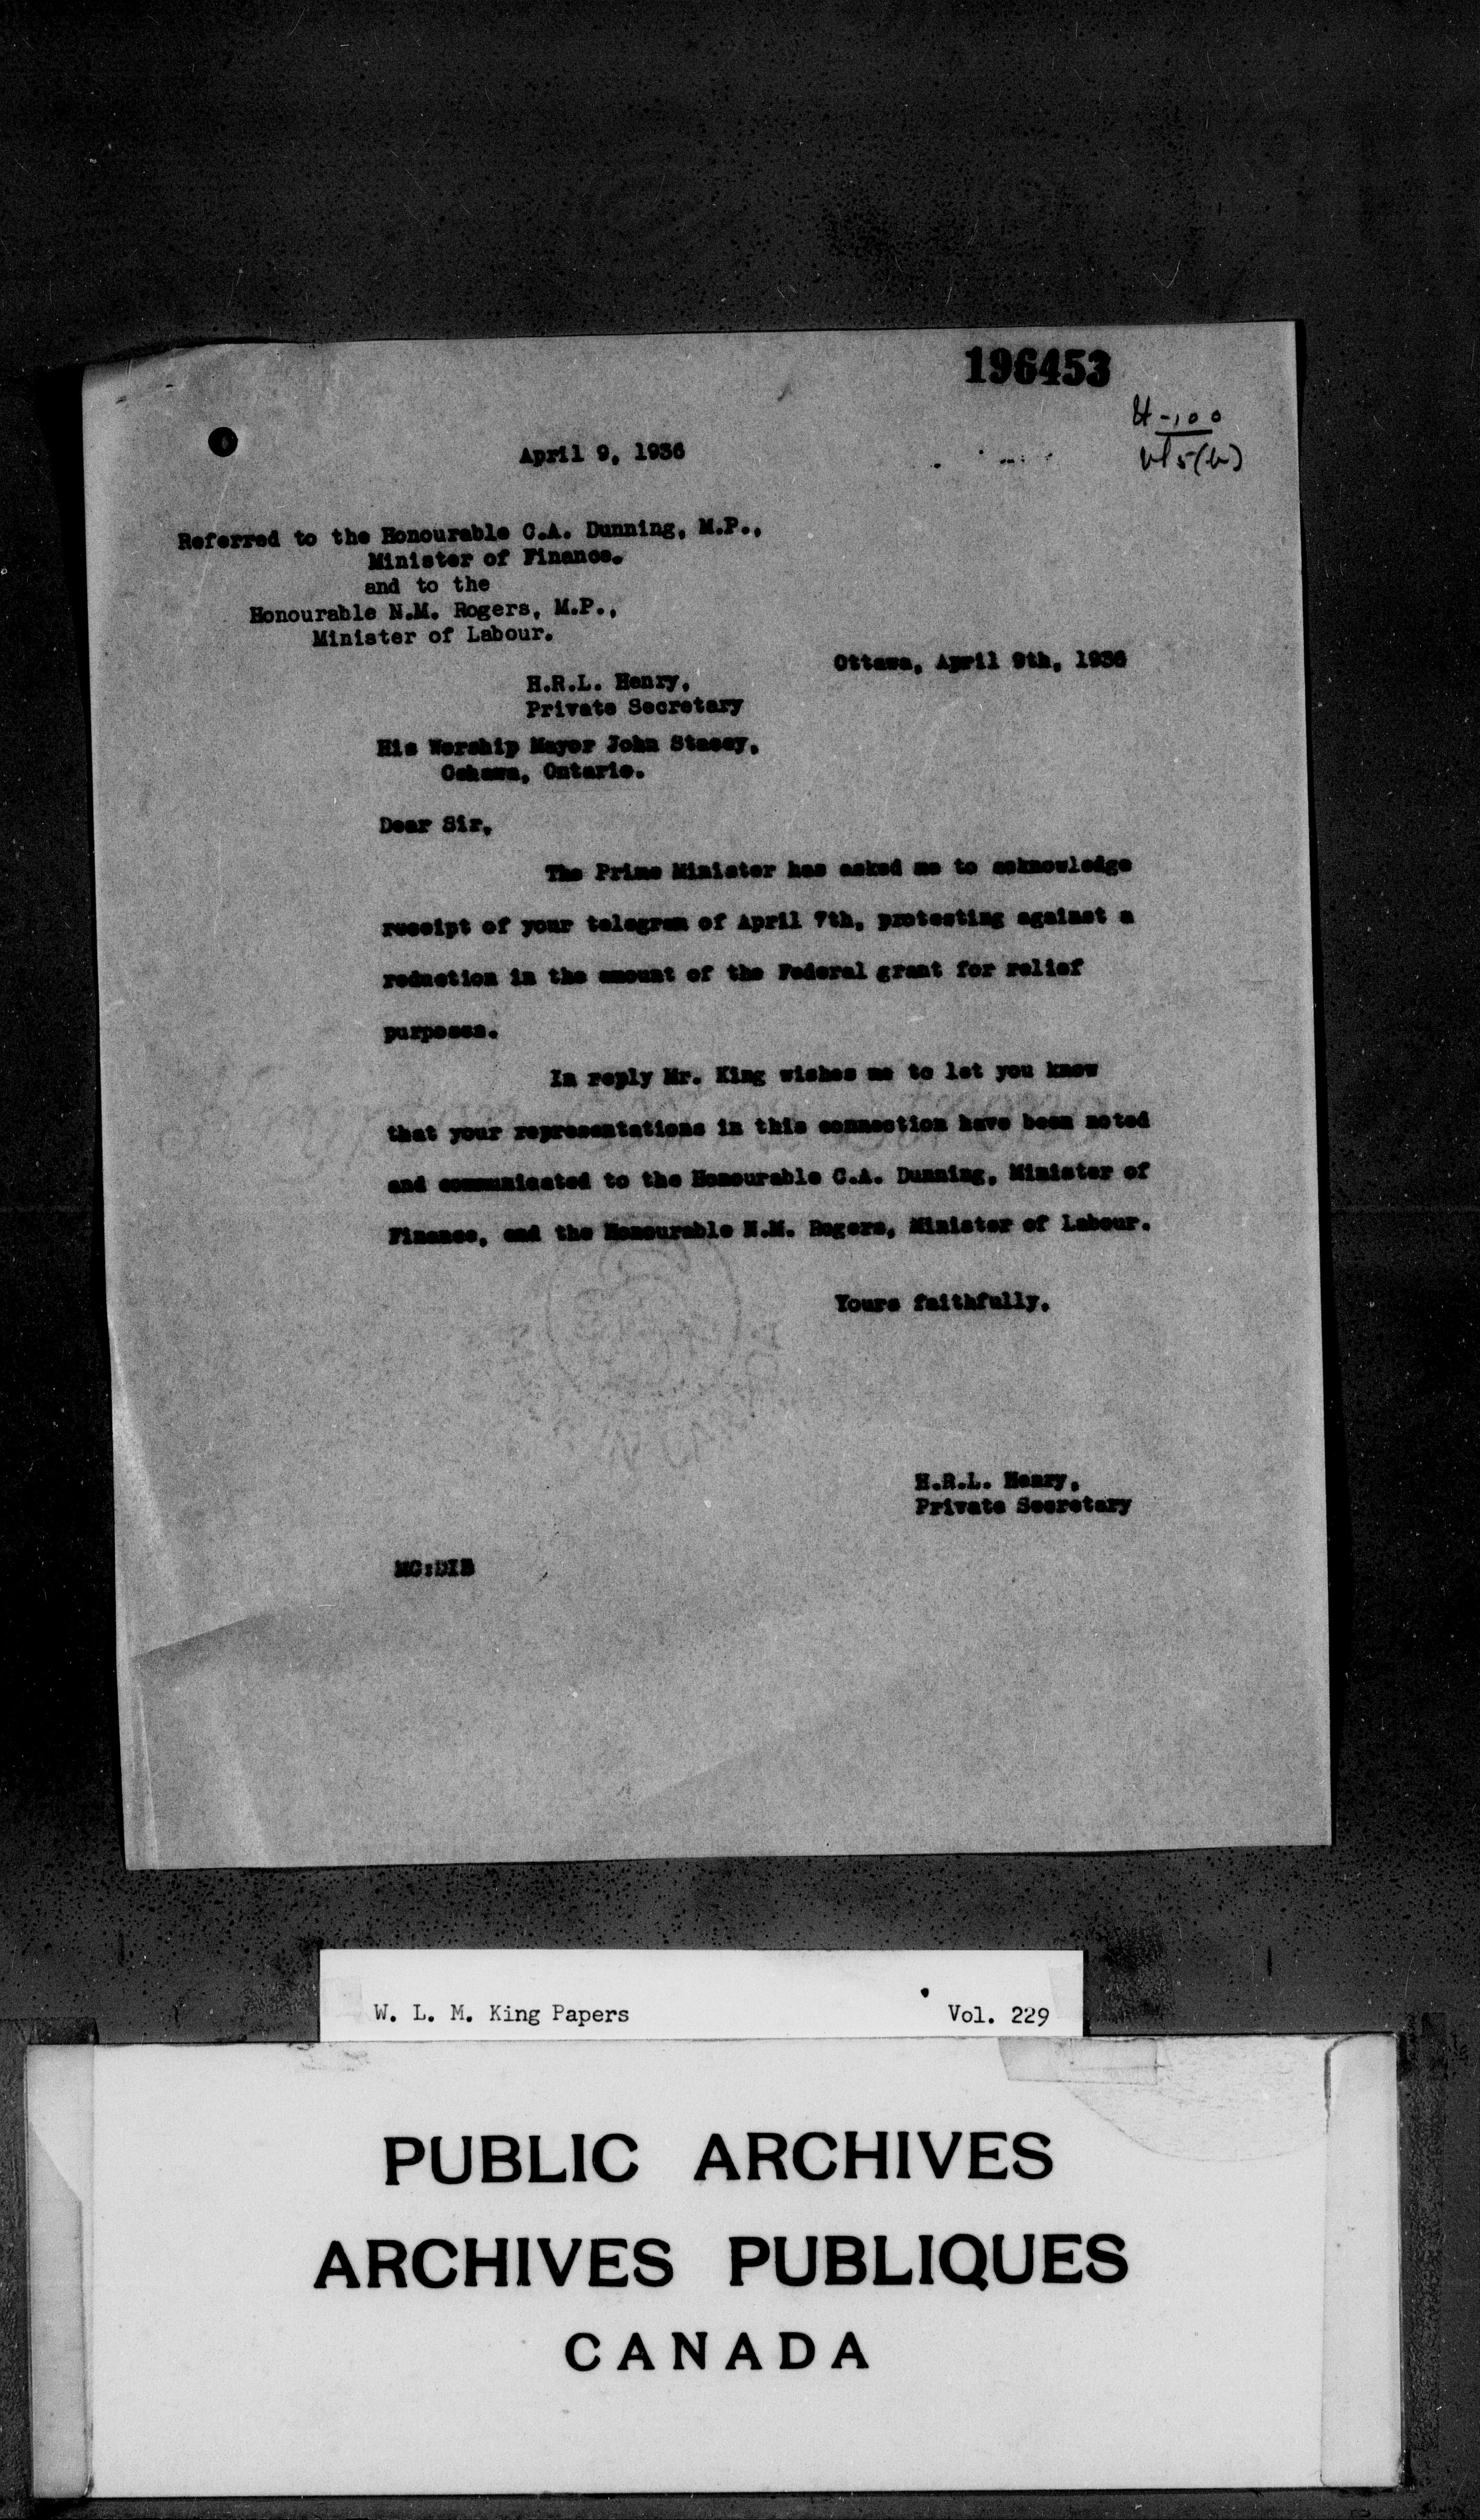 196453
April 9, 1936
Referred to the Honourable C.A. Dunning, M.P.,
Minister of Finance.
and to the
Honourable N.M. Rogers, M.P.,
Minister of Labour.
Ottawa, April 9th, 1936
H.R.L. Henry,
Private Secretary
His Worship Mayor John Stacey,
Oshawa, Ontario.
Dear Sir,
The Prime Minister has asked me to acknowledge
receipt of your telegram of April 7th, protesting against a
reduction in the amount of the Federal grant for relief
purposes.
In reply Mr. King wishes me to let you know
that your representations in this connection have been noted
and communicated to the Honourable C.A. Dunning, Minister of
Finance, and the Honourable N.M. Rogers, Minister of Labour.
Yours faithfully,
H.R.L. Henry,
Private Secretary
MC:DIB
W. L. M. King Papers Vol. 229
PUBLIC ARCHIVES
ARCHIVES PUBLIQUES
CANADA